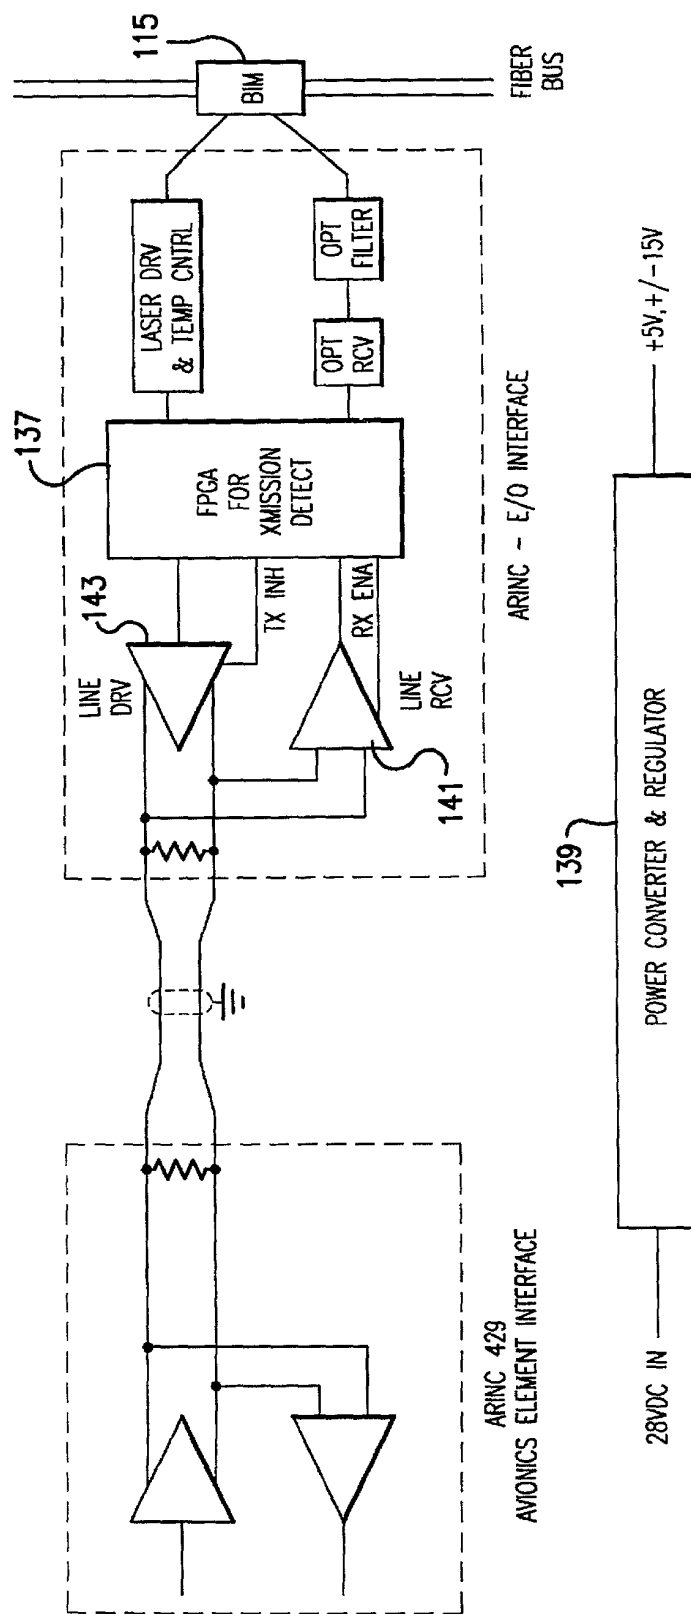 115
BIM
FIBER
BUS
LASER DRV
& TEMP CNTRL
OPT
FILTER
OPT
RCV
137
FPGA
FOR
XMISSION
DETECT
143
LINE
DRV
TX INH
RX ENA
LINE
RCV
141
ARINC - E/O INTERFACE
ARINC 429
AVIONICS ELEMENT INTERFACE
28VDC IN
139
POWER CONVERTER & REGULATOR
+5V,+/-15V